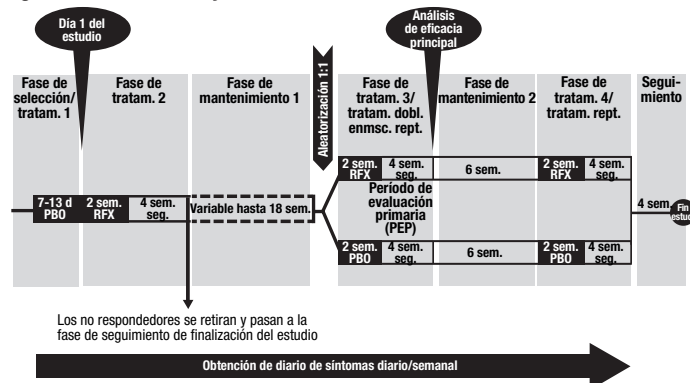 Día 1 del
estudio
Análisis
de eficacia
principal
Fase de
selección/
tratam. 1
Fase de
tratam. 2
Fase de
mantenimiento 1
Aleatorización 1:1
Fase de
tratam. 3/
tratam. dobl.
enmsc. rept.
Fase de
mantenimiento 2
Fase de
tratam. 4/
tratam. rept.
Segui-
miento
7-13 d
PBO
2 sem.
RFX
4 sem.
seg.
Variable hasta 18 sem.
2 sem.
RFX
4 sem.
seg.
6 sem.
2 sem.
RFX
4 sem.
seg.
Período de
evaluación
primaria
(PEP)
2 sem.
PBO
4 sem.
seg.
6 sem.
2 sem.
PBO
4 sem.
seg.
4 sem.
Fin
Los no respondedores se retiran y pasan a la
fase de seguimiento de finalización del estudio
Obtención de diario de síntomas diario/semanal